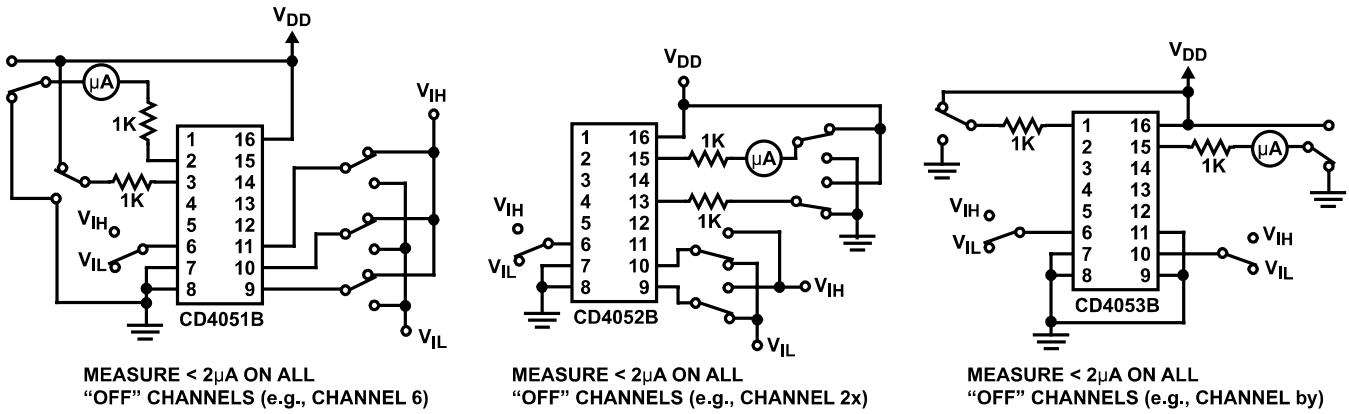 VDD
µA
1K
1 16
2 15
3 14
4 13
5 12
6 11
7 10
8 9
1K
VIH
VIL
VIH
VIL
CD4051B
MEASURE < 2µA ON ALL
“OFF” CHANNELS (e.g., CHANNEL 6)
VDD
1 16
2 15
3 14
4 13
5 12
6 11
7 10
8 9
1K
µA
1K
VIH
VIL
VIH
VIL
CD4052B
MEASURE < 2µA ON ALL
“OFF” CHANNELS (e.g., CHANNEL 2x)
VDD
1K
1 16
2 15
3 14
4 13
5 12
6 11
7 10
8 9
1K
µA
VIH
VIL
VIH
VIL
CD4053B
MEASURE < 2µA ON ALL
“OFF” CHANNELS (e.g., CHANNEL by)